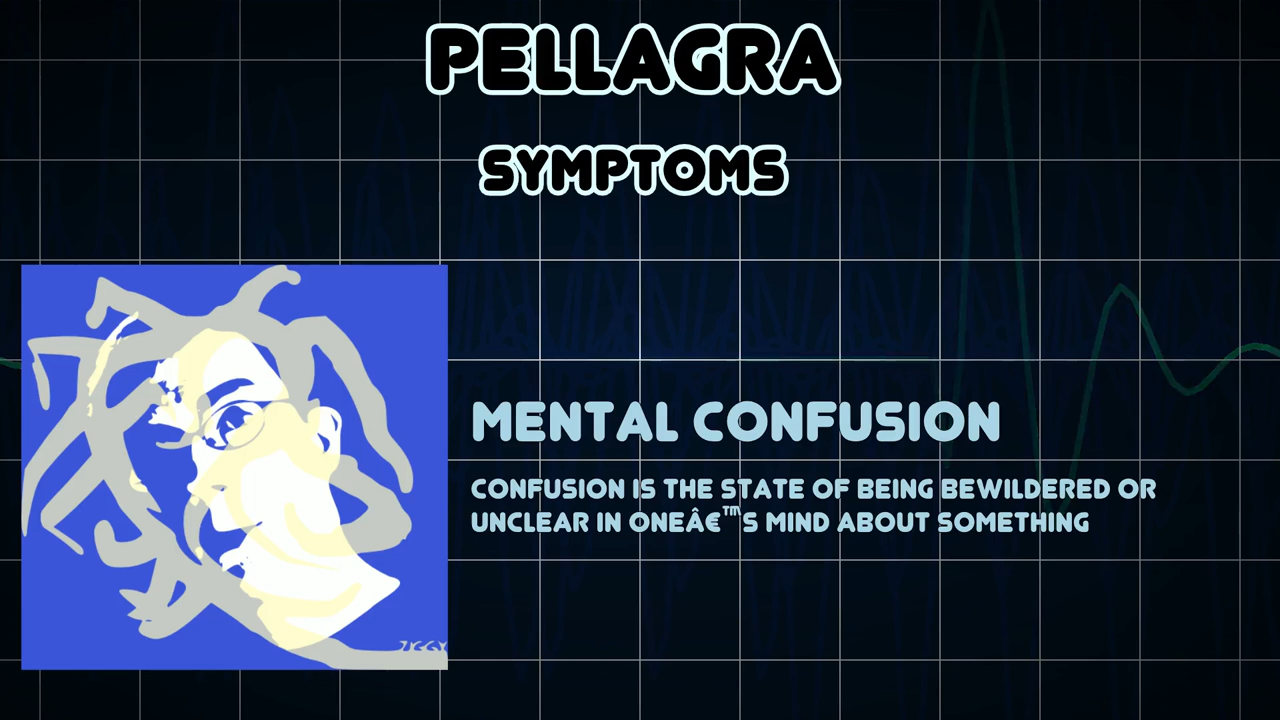 PELLAGRA
SYMPTOMS
MENTAL CONFUSION
CONFUSION IS THE STATE OF BEING BEWILDERED OR
UNCLEAR IN ONEÂ€™S MIND ABOUT SOMETHING
ZIGGY